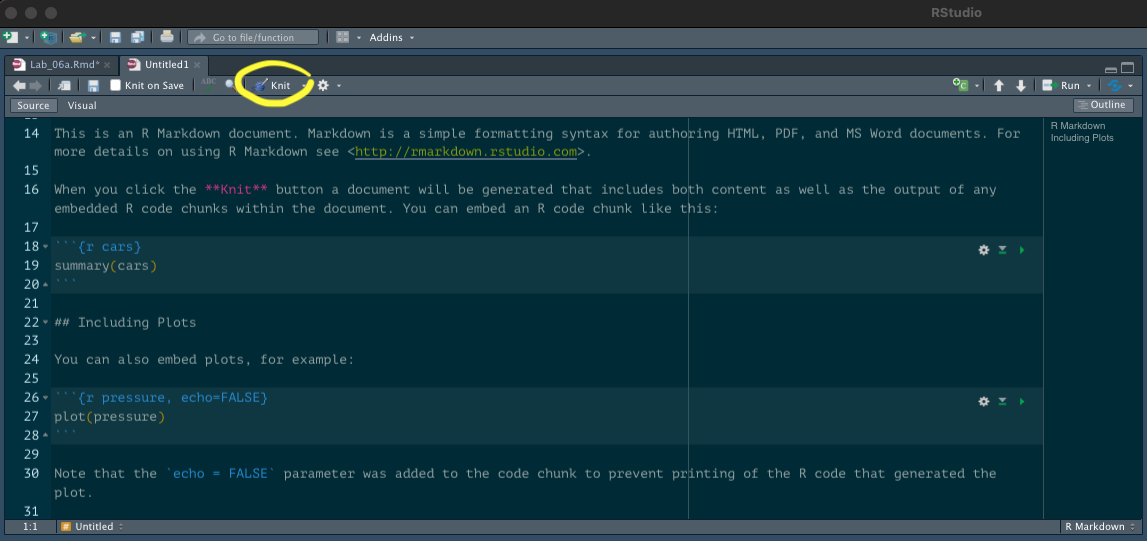 RStudio
Go to file/function
Addins
Lab_06a.Rmd* × Untitled1 ×
Knit on Save ABC Knit Run
Source Visual Outline
14 This is an R Markdown document. Markdown is a simple formatting syntax for authoring HTML, PDF, and MS Word documents. For
more details on using R Markdown see <http://rmarkdown.rstudio.com>.
15
16 When you click the **Knit** button a document will be generated that includes both content as well as the output of any
embedded R code chunks within the document. You can embed an R code chunk like this:
17
18 ```{r cars}
19 summary(cars)
20 ```
21
22 ## Including Plots
23
24 You can also embed plots, for example:
25
26 ```{r pressure, echo=FALSE}
27 plot(pressure)
28 ```
29
30 Note that the `echo = FALSE` parameter was added to the code chunk to prevent printing of the R code that generated the
plot.
31
R Markdown
Including Plots
1:1 # Untitled R Markdown